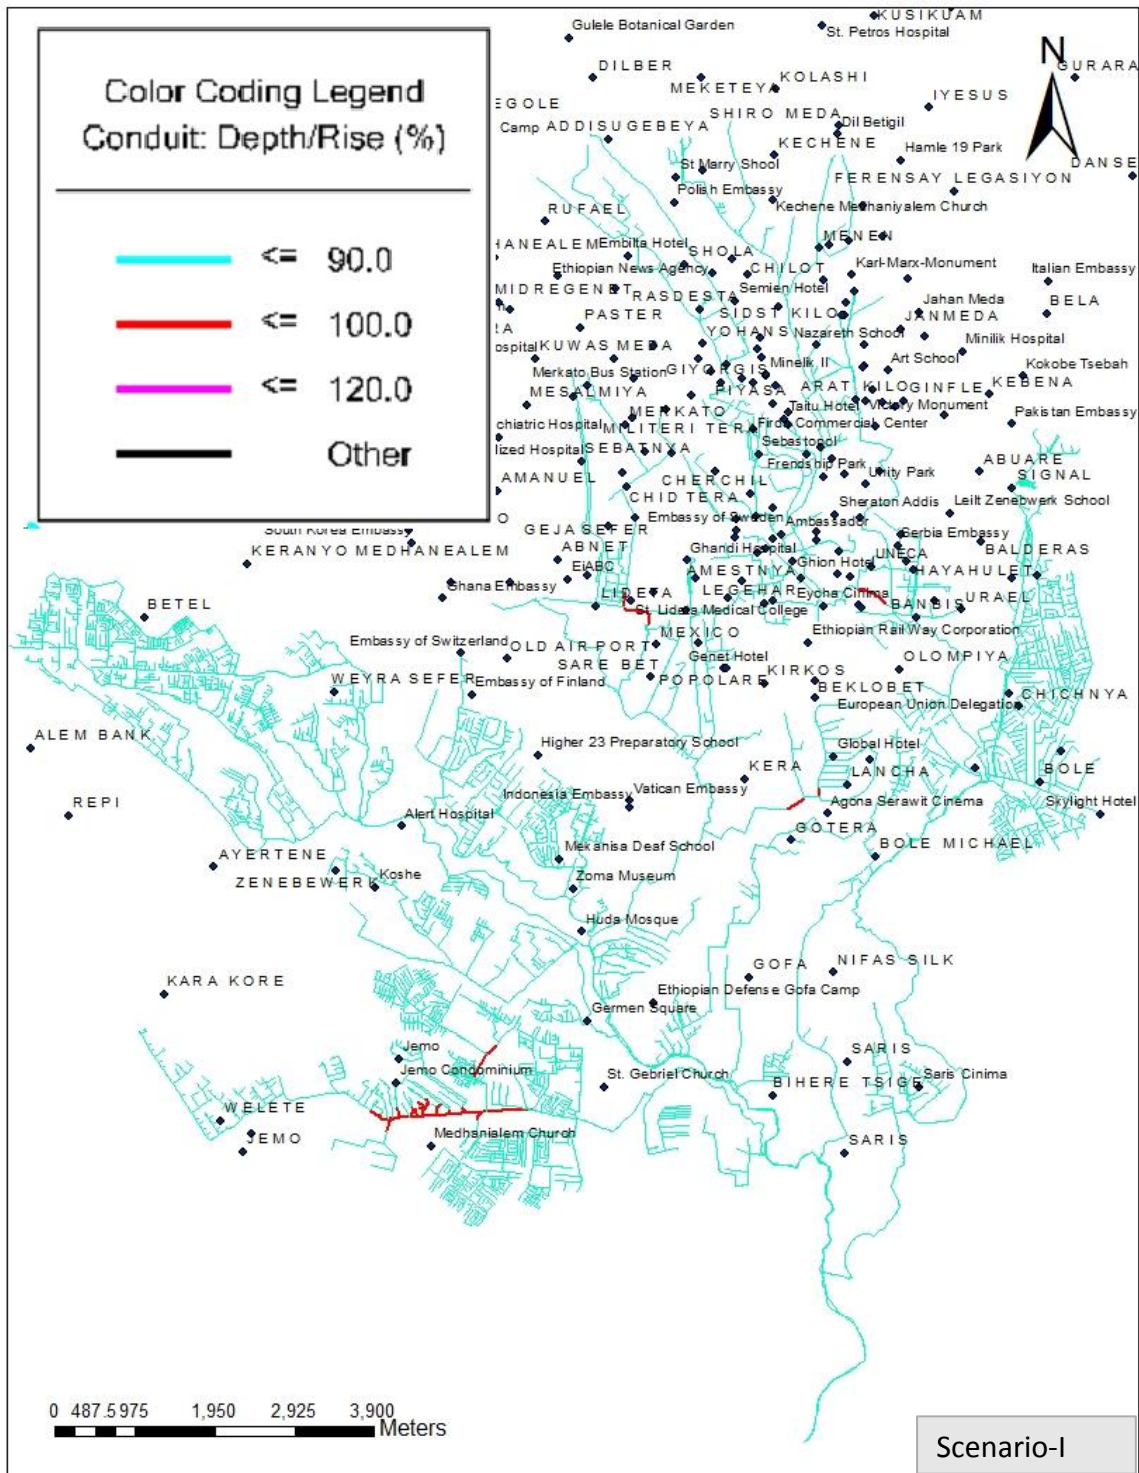 KUSIKUAM
Gulele Botanical Garden
St. Petros Hospital
N
GURARA
DILBER
KOLASHI
MEKETEYA
IYESUS
Color Coding Legend
Conduit: Depth/Rise (%)
<= 90.0
<= 100.0
<= 120.0
Other
EGOLE
SHIRO MEDA
Dil Betigil
Camp
ADDISUGEBEYA
KECHENE
Hamle 19 Park
DANSE
St Marry Shool
FERENSAY LEGASIYON
Polish Embassy
Kechene Medhaniyalem Church
RUFAEL
MENEN
HANEALEM
Embilta Hotel
SHOLA
Karl-Marx-Monument
Ethiopian News Agency
CHILOT
Italian Embassy
MIDREGENET
RASDESTA
Semien Hotel
Jahan Meda
BELA
PASTER
SIDST KILO
JANMEDA
RA
YOHANS
Nazareth School
Minilik Hospital
ospital
KUWAS MEDA
Minelik II
Art School
Kokobe Tsebah
Merkato Bus Station
GIYORGIS
PIYASA
ARAT KILO
GINFLE
KEBENA
MESALMIYA
MERKATO
Taitu Hotel
Victory Monument
Pakistan Embassy
chiatric Hospital
MILITERI TERA
Firds Commercial Center
lized Hospital
SEBATNYA
Sebastopol
Frendship Park
Unity Park
ABUARE
AMANUEL
CHERCHIL
SIGNAL
CHID TERA
Sheraton Addis
Leilt Zenebwerk School
O
Embassy of Sweden
Ambassador
South Korea Embassy
GEJA SEFER
Serbia Embassy
KERANYO MEDHANEALEM
ABNET
Ghandi Hospital
BALDERAS
EiABC
Ghion Hotel
UNECA
Ghana Embassy
AMESTNYA
HAYAHULET
LIDETA
LEGEHAR
Eyoha Cinima
BANBIS
URAEL
BETEL
St. Lideta Medical College
Ethiopian Rail Way Corporation
MEXICO
Embassy of Switzerland
OLD AIR PORT
Genet Hotel
OLOMPIYA
SARE BET
KIRKOS
WEYRA SEFER
Embassy of Finland
POPOLARE
BEKLOBET
CHICHNYA
European Union Delegation
ALEM BANK
Higher 23 Preparatory School
Global Hotel
KERA
LANCHA
BOLE
REPI
Indonesia Embassy
Vatican Embassy
Agona Serawit Cinema
Skylight Hotel
Alert Hospital
GOTERA
Mekanisa Deaf School
BOLE MICHAEL
AYERTENE
ZENEBEWERK
Koshe
Zoma Museum
Huda Mosque
KARA KORE
GOFA
NIFAS SILK
Ethiopian Defense Gofa Camp
Germen Square
Jemo
SARIS
Jemo Condominium
St. Gebriel Church
BIHERE TSIGE
Saris Cinima
WELETE
JEMO
Medhanialem Church
SARIS
0 487.5 975 1,950 2,925 3,900
Meters
Scenario-I